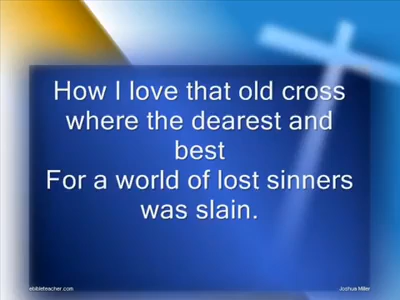 How I love that old cross
where the dearest and
best
For a world of lost sinners
was slain.
ebibleteacher.com
Joshua Miller